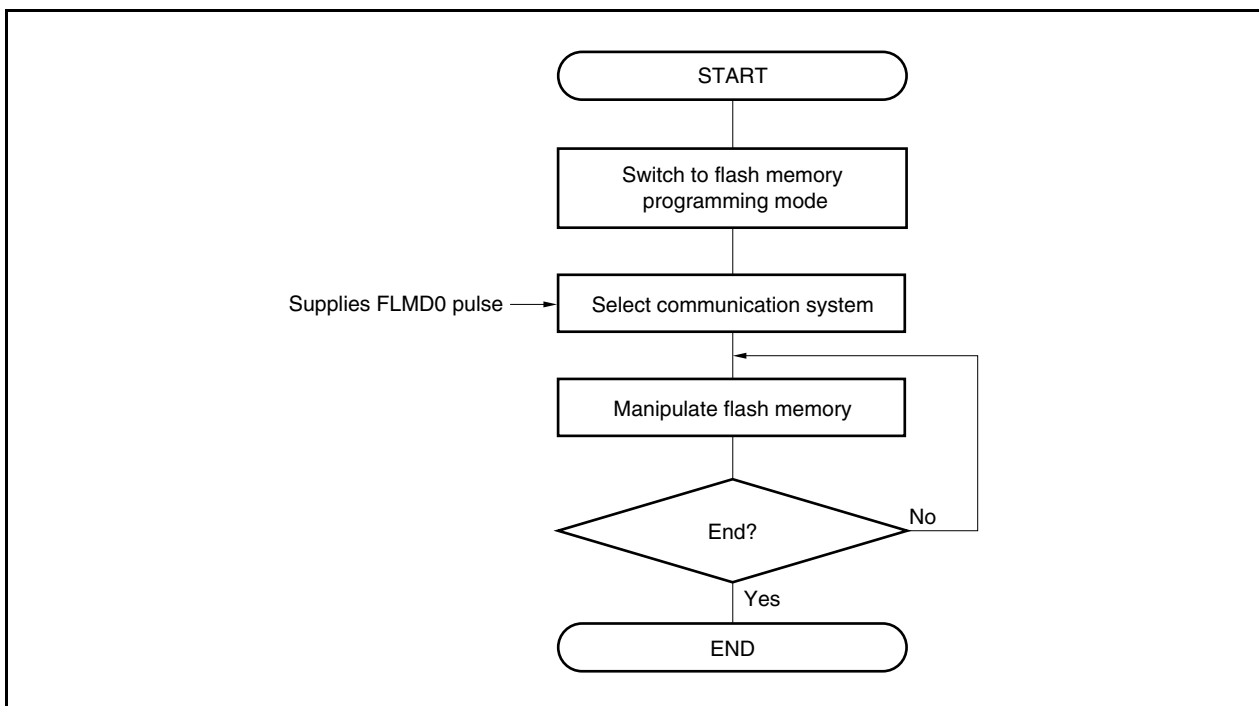 START
Switch to flash memory
programming mode
Supplies FLMD0 pulse
Select communication system
Manipulate flash memory
End?
No
Yes
END